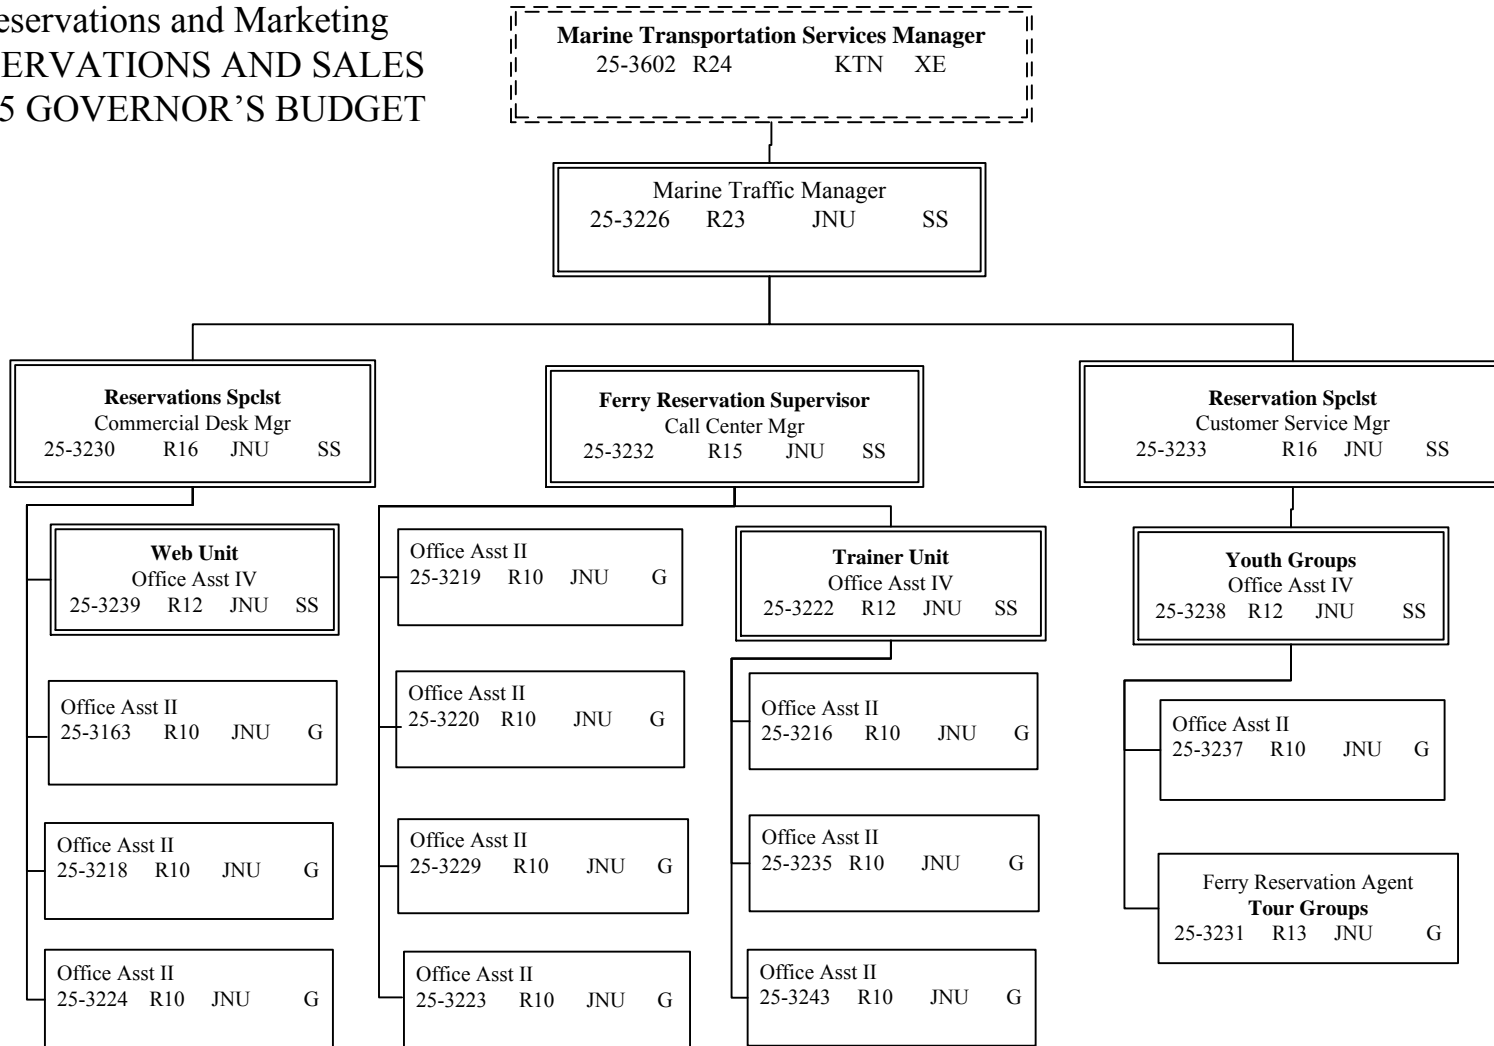 and Marketing
AND SALES
GOVERNOR’S BUDGET
Marine Transportation Services Manager
25-3602 R24 KTN XE
Marine Traffic Manager
25-3226 R23 JNU SS
Reservations Spclst
Commercial Desk Mgr
25-3230 R16 JNU SS
Ferry Reservation Supervisor
Call Center Mgr
25-3232 R15 JNU SS
Reservation Spclst
Customer Service Mgr
25-3233 R16 JNU SS
Web Unit
Office Asst IV
25-3239 R12 JNU SS
Office Asst II
25-3163 R10 JNU G
Office Asst II
25-3218 R10 JNU G
Office Asst II
25-3224 R10 JNU G
Office Asst II
25-3219 R10 JNU G
Office Asst II
25-3220 R10 JNU G
Office Asst II
25-3229 R10 JNU G
Office Asst II
25-3223 R10 JNU G
Trainer Unit
Office Asst IV
25-3222 R12 JNU SS
Office Asst II
25-3216 R10 JNU G
Office Asst II
25-3235 R10 JNU G
Office Asst II
25-3243 R10 JNU G
Youth Groups
Office Asst IV
25-3238 R12 JNU SS
Office Asst II
25-3237 R10 JNU G
Ferry Reservation Agent
Tour Groups
25-3231 R13 JNU G